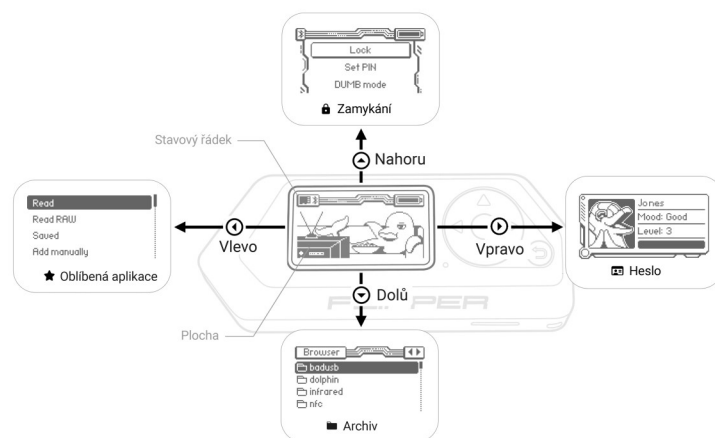 Lock
Set PIN
DUMB mode
Zamykání
Stavový řádek
Nahoru
Read
Read RAW
Saved
Add manually
Oblíbená aplikace
Vlevo
Vpravo
Jones
Mood: Good
Level: 3
Heslo
Dolů
FLIPPER
Plocha
Browser
badusb
dolphin
infrared
nfc
Archiv